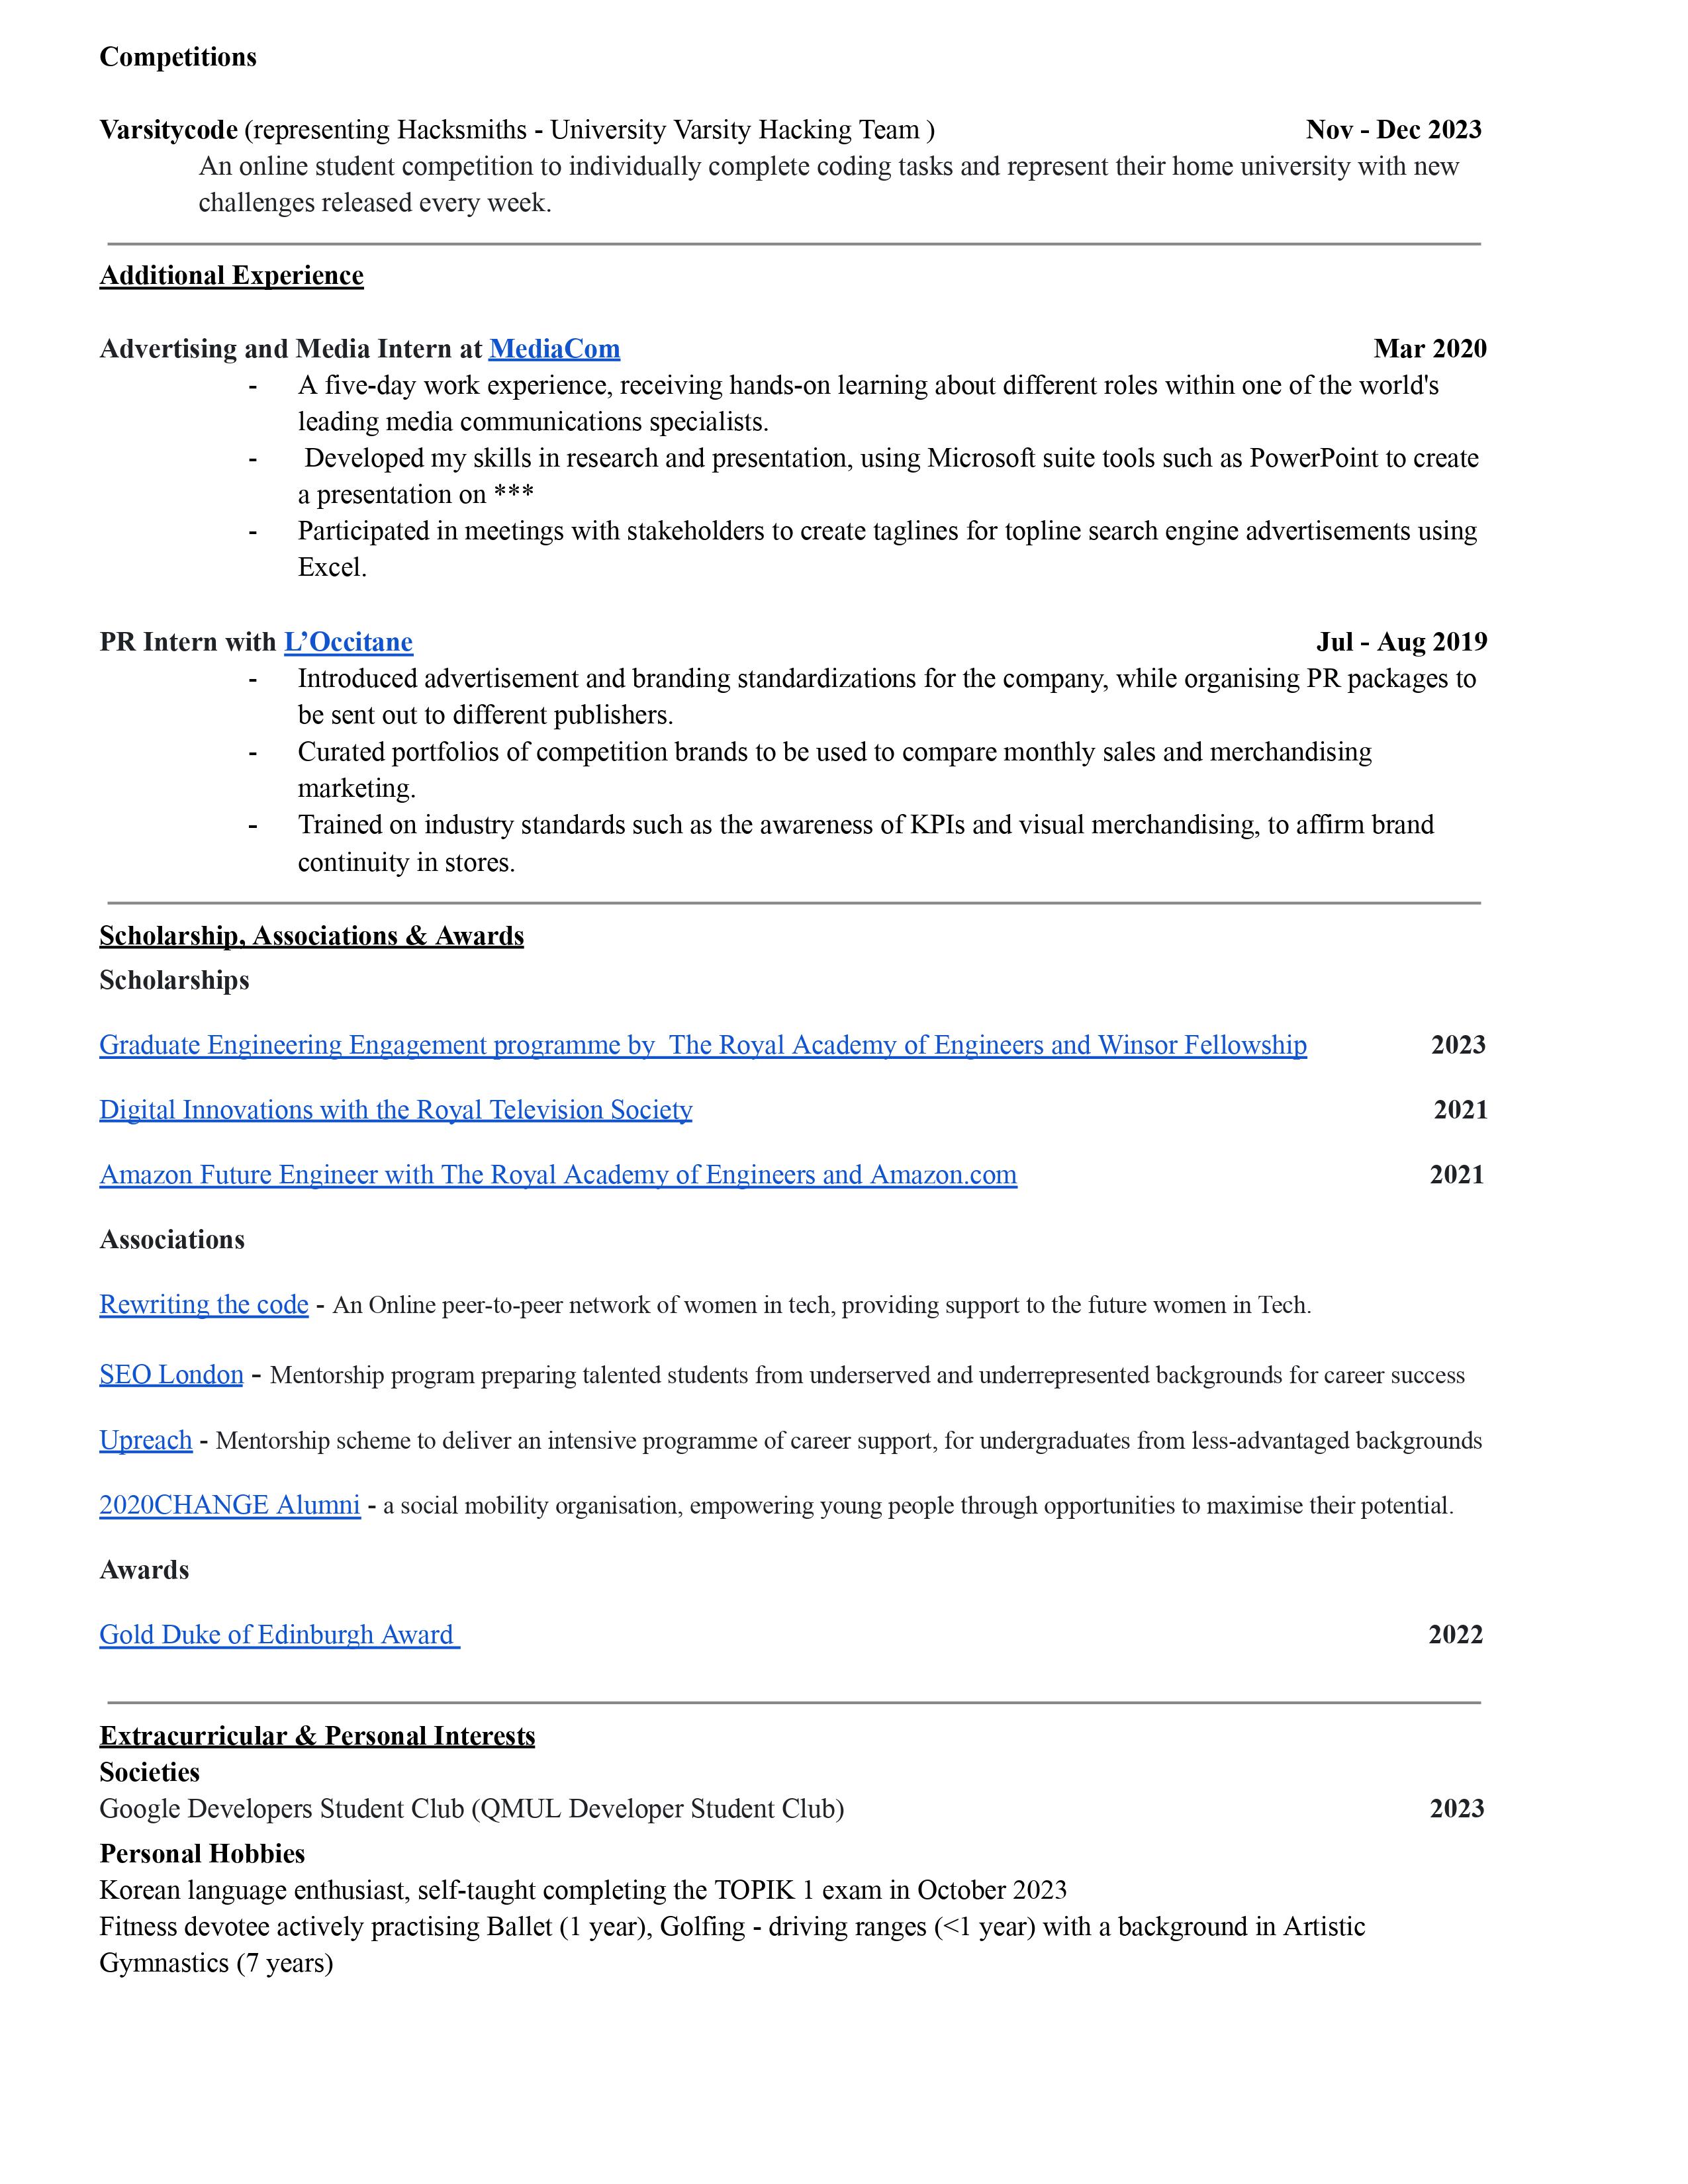 Competitions
Varsitycode (representing Hacksmiths - University Varsity Hacking Team ) Nov - Dec 2023
An online student competition to individually complete coding tasks and represent their home university with new
challenges released every week.
Additional Experience
Advertising and Media Intern at MediaCom Mar 2020
- A five-day work experience, receiving hands-on learning about different roles within one of the world's
leading media communications specialists.
- Developed my skills in research and presentation, using Microsoft suite tools such as PowerPoint to create
a presentation on ***
- Participated in meetings with stakeholders to create taglines for topline search engine advertisements using
Excel.
PR Intern with L’Occitane Jul - Aug 2019
- Introduced advertisement and branding standardizations for the company, while organising PR packages to
be sent out to different publishers.
- Curated portfolios of competition brands to be used to compare monthly sales and merchandising
marketing.
- Trained on industry standards such as the awareness of KPIs and visual merchandising, to affirm brand
continuity in stores.
Scholarship, Associations & Awards
Scholarships
Graduate Engineering Engagement programme by The Royal Academy of Engineers and Winsor Fellowship 2023
Digital Innovations with the Royal Television Society 2021
Amazon Future Engineer with The Royal Academy of Engineers and Amazon.com 2021
Associations
Rewriting the code - An Online peer-to-peer network of women in tech, providing support to the future women in Tech.
SEO London - Mentorship program preparing talented students from underserved and underrepresented backgrounds for career success
Upreach - Mentorship scheme to deliver an intensive programme of career support, for undergraduates from less-advantaged backgrounds
2020CHANGE Alumni - a social mobility organisation, empowering young people through opportunities to maximise their potential.
Awards
Gold Duke of Edinburgh Award 2022
Extracurricular & Personal Interests
Societies
Google Developers Student Club (QMUL Developer Student Club) 2023
Personal Hobbies
Korean language enthusiast, self-taught completing the TOPIK 1 exam in October 2023
Fitness devotee actively practising Ballet (1 year), Golfing - driving ranges (<1 year) with a background in Artistic
Gymnastics (7 years)